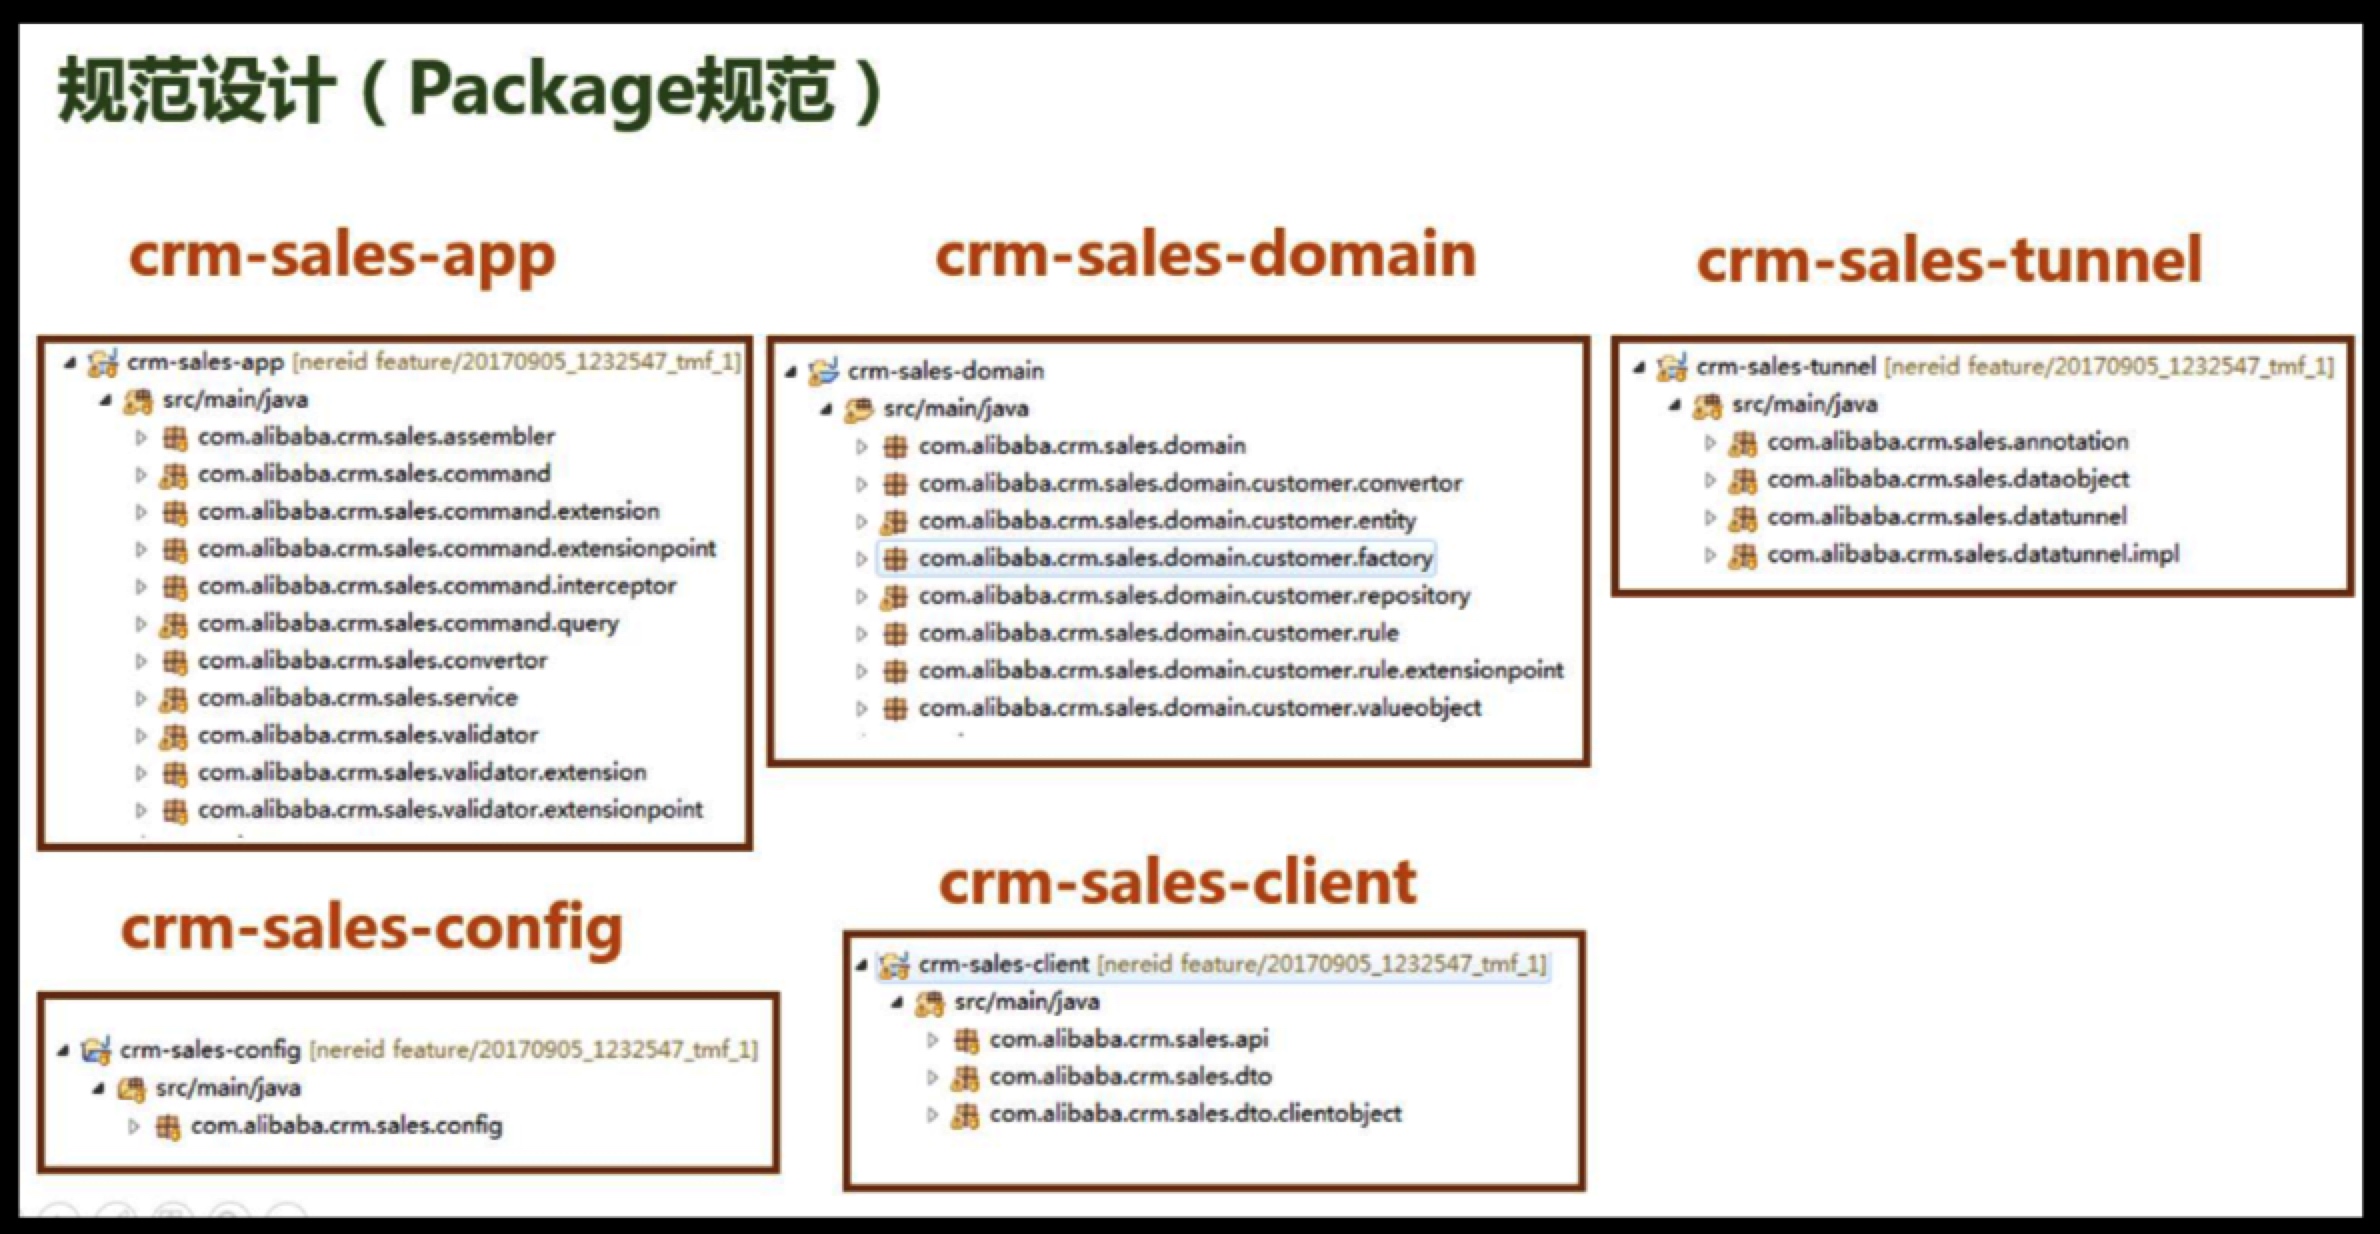 规范设计（Package规范）
crm-sales-app
crm-sales-app [nereid feature/20170905_1232547_tmf_1]
src/main/java
com.alibaba.crm.sales.assembler
com.alibaba.crm.sales.command
com.alibaba.crm.sales.command.extension
com.alibaba.crm.sales.command.extensionpoint
com.alibaba.crm.sales.command.interceptor
com.alibaba.crm.sales.command.query
com.alibaba.crm.sales.convertor
com.alibaba.crm.sales.service
com.alibaba.crm.sales.validator
com.alibaba.crm.sales.validator.extension
com.alibaba.crm.sales.validator.extensionpoint
crm-sales-domain
crm-sales-domain
src/main/java
com.alibaba.crm.sales.domain
com.alibaba.crm.sales.domain.customer.convertor
com.alibaba.crm.sales.domain.customer.entity
com.alibaba.crm.sales.domain.customer.factory
com.alibaba.crm.sales.domain.customer.repository
com.alibaba.crm.sales.domain.customer.rule
com.alibaba.crm.sales.domain.customer.rule.extensionpoint
com.alibaba.crm.sales.domain.customer.valueobject
crm-sales-tunnel
crm-sales-tunnel [nereid feature/20170905_1232547_tmf_1]
src/main/java
com.alibaba.crm.sales.annotation
com.alibaba.crm.sales.dataobject
com.alibaba.crm.sales.datatunnel
com.alibaba.crm.sales.datatunnel.impl
crm-sales-config
crm-sales-config [nereid feature/20170905_1232547_tmf_1]
src/main/java
com.alibaba.crm.sales.config
crm-sales-client
crm-sales-client [nereid feature/20170905_1232547_tmf_1]
src/main/java
com.alibaba.crm.sales.api
com.alibaba.crm.sales.dto
com.alibaba.crm.sales.dto.clientobject